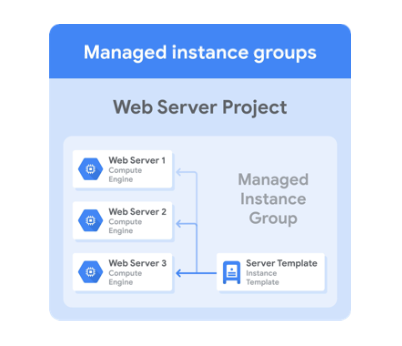 Managed instance groups
Web Server Project
Web Server 1
Compute
Engine
Managed
Instance
Group
Web Server 2
Compute
Engine
Web Server 3
Compute
Engine
Server Template
Instance
Template